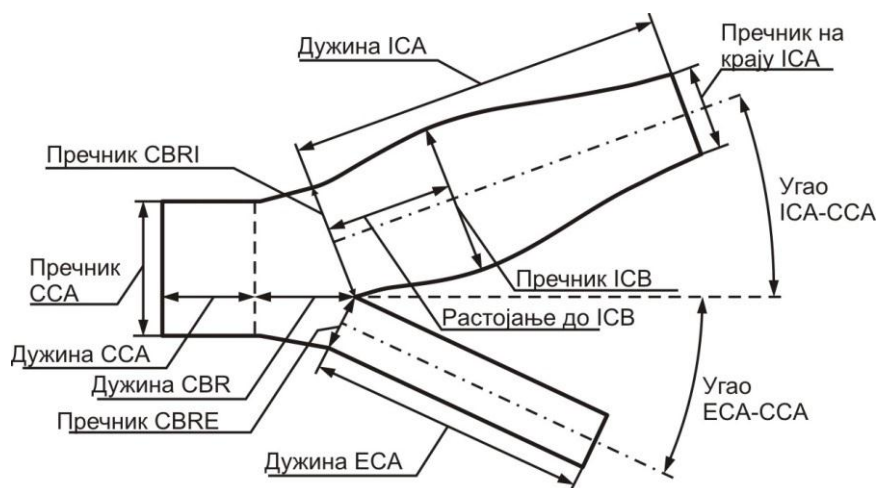 Дужина ICA
Пречник на
крају ICA
Пречник CBRI
Угао
ICA-CCA
Пречник
CCA
Пречник ICB
Растојање до ICB
Дужина CCA
Дужина CBR
Угао
ECA-CCA
Пречник CBRE
Дужина ECA